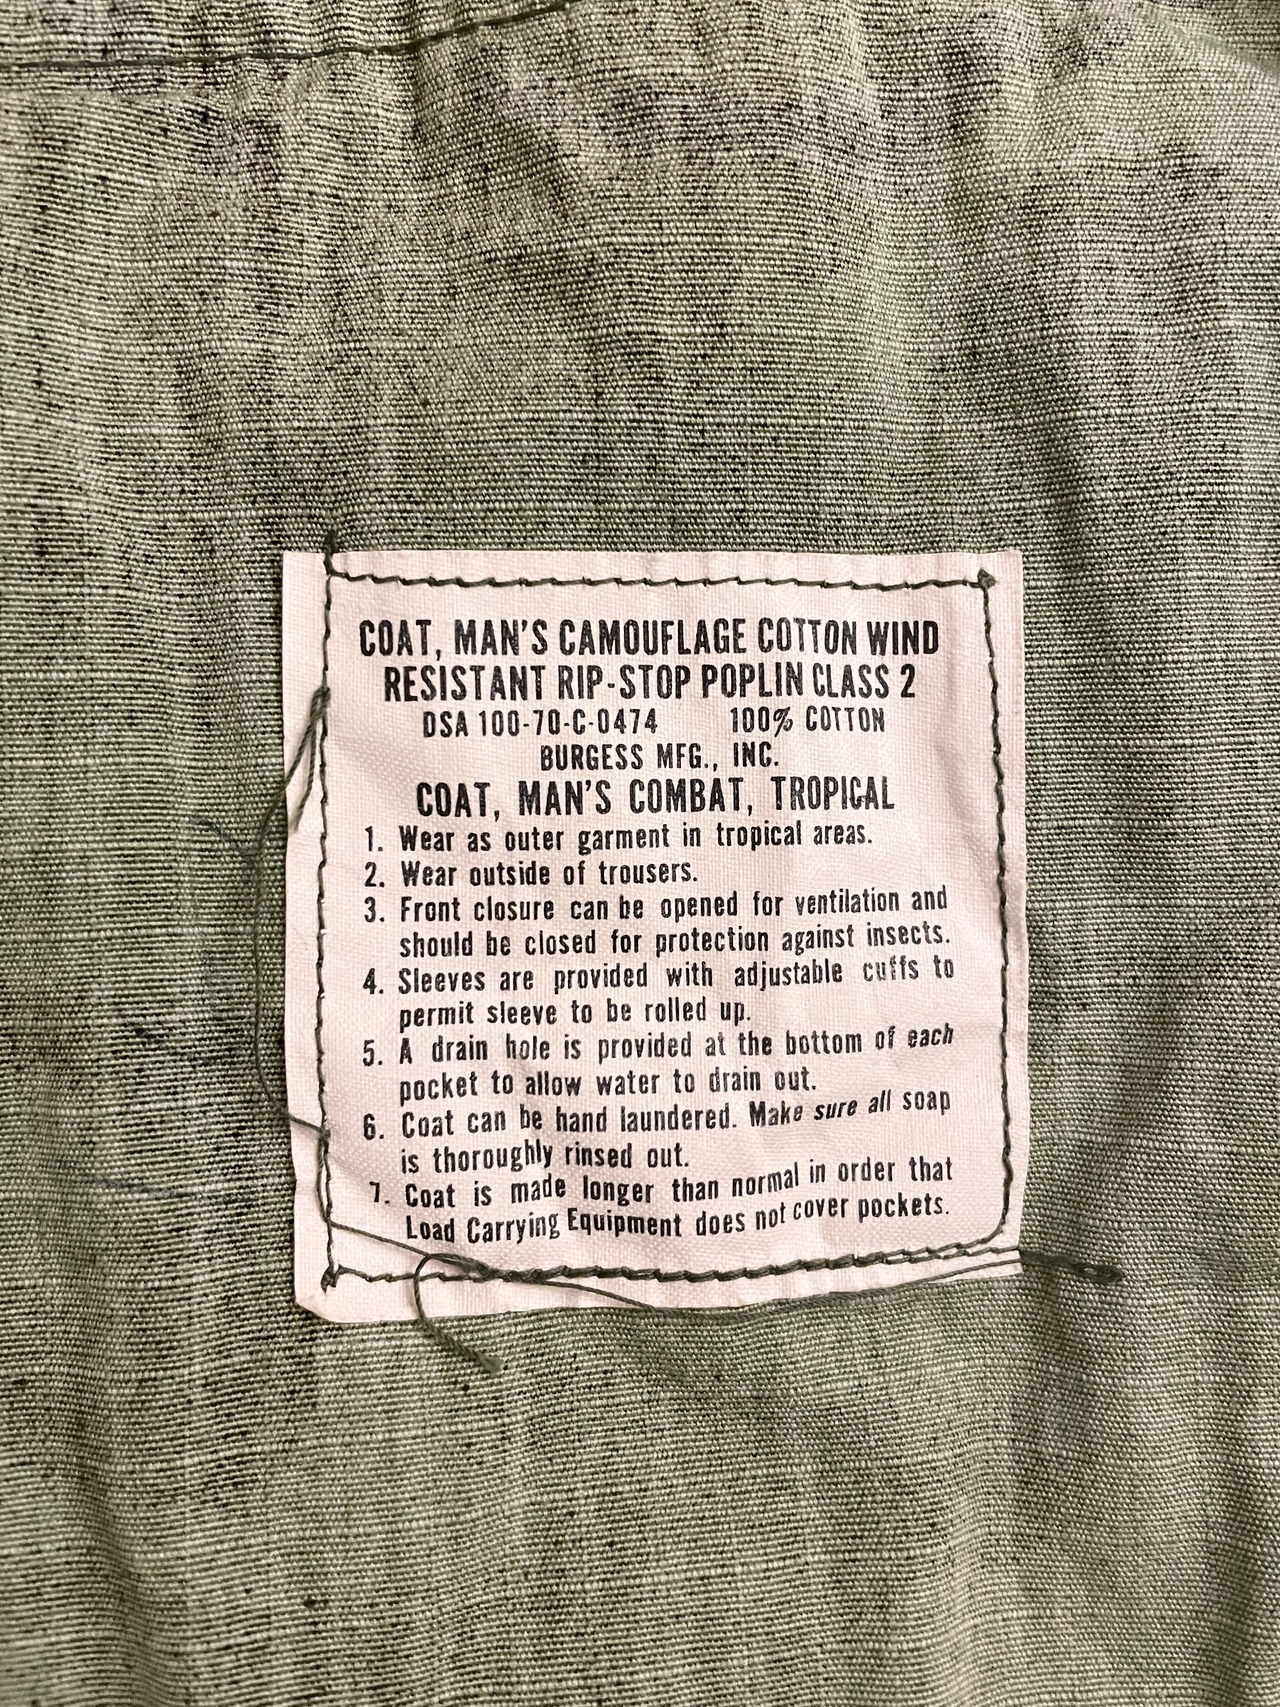 COAT, MAN'S CAMOUFLAGE COTTON WIND
RESISTANT RIP-STOP POPLIN CLASS 2
DSA 100-70-C-0474 100% COTTON
BURGESS MFG., INC.
COAT, MAN'S COMBAT, TROPICAL
1. Wear as outer garment in tropical areas.
2. Wear outside of trousers.
3. Front closure can be opened for ventilation and
should be closed for protection against insects.
4. Sleeves are provided with adjustable cuffs to
permit sleeve to be rolled up.
5. A drain hole is provided at the bottom of each
pocket to allow water to drain out.
6. Coat can be hand laundered. Make sure all soap
is thoroughly rinsed out.
7. Coat is made longer than normal in order that
Load Carrying Equipment does not cover pockets.